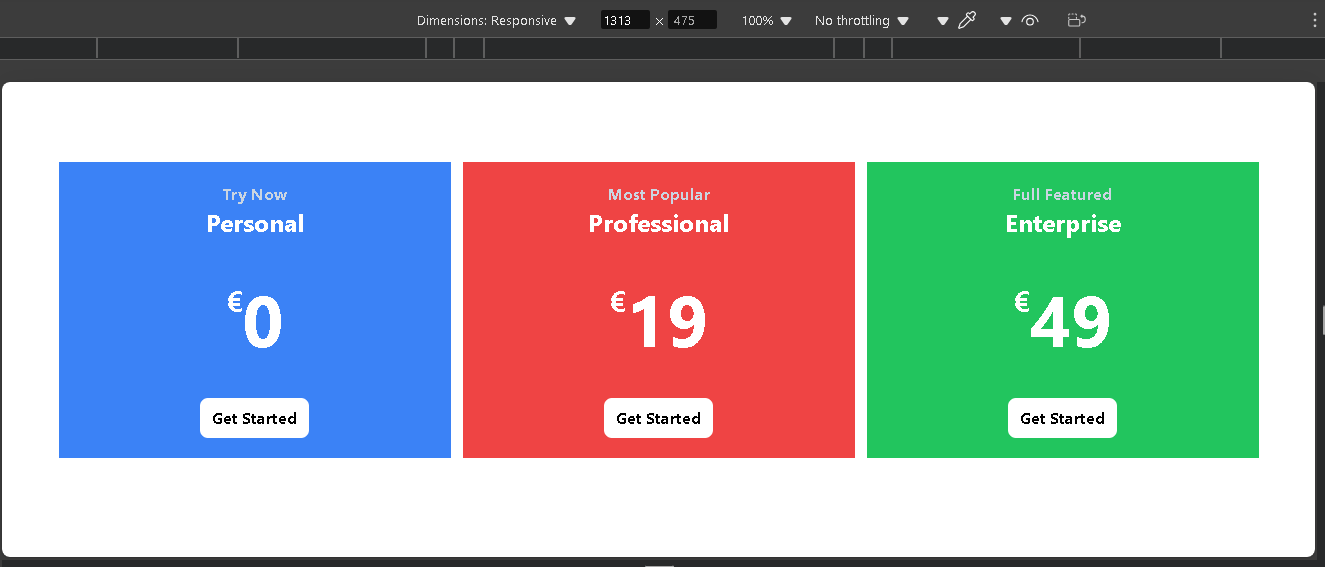 Dimensions: Responsive 1313 × 475 100% No throttling
Try Now
Personal
€0
Get Started
Most Popular
Professional
€19
Get Started
Full Featured
Enterprise
€49
Get Started